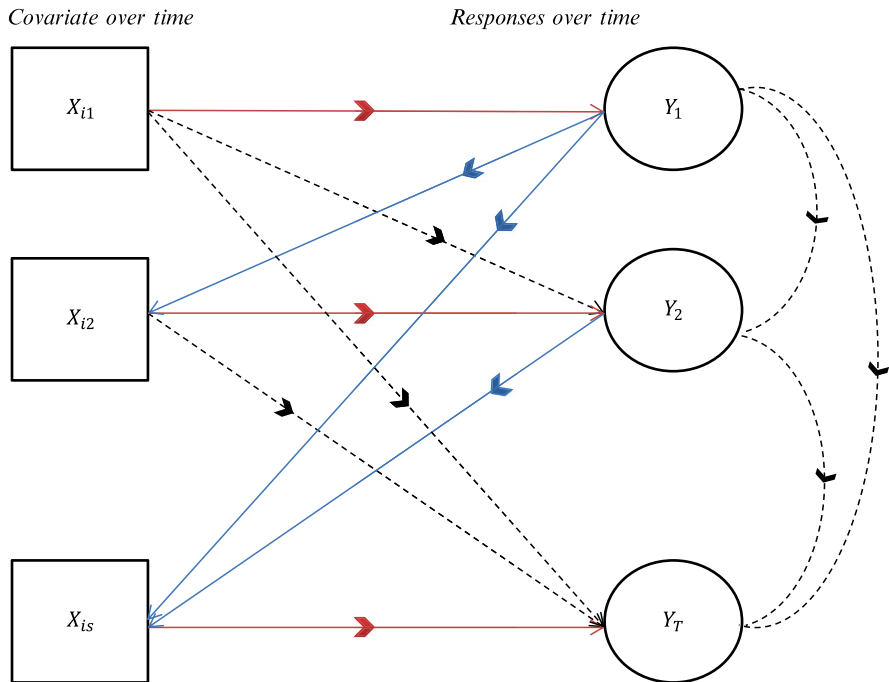 Covariate over time
Responses over time
X_{i1}
Y_1
X_{i2}
Y_2
X_{is}
Y_T